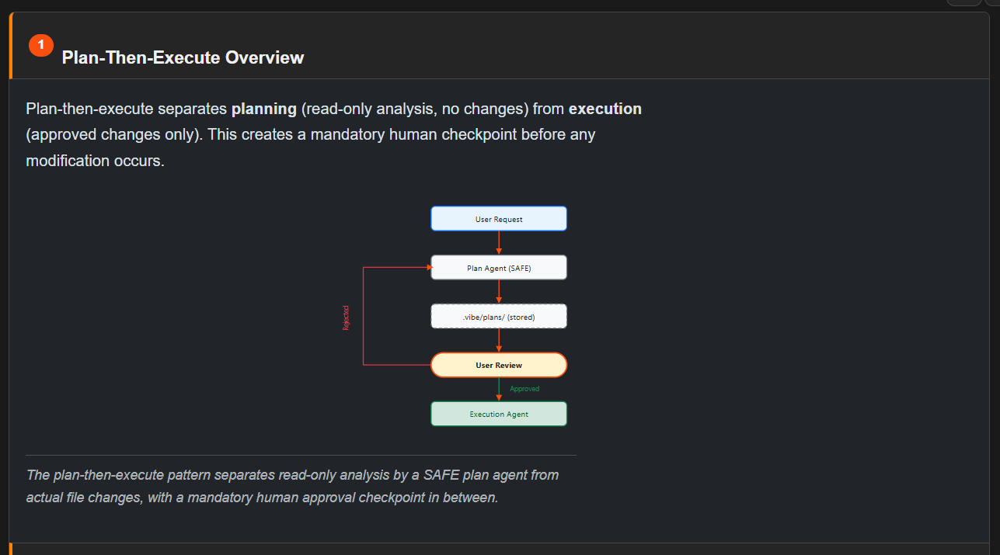 1
Plan-Then-Execute Overview
Plan-then-execute separates planning (read-only analysis, no changes) from execution
(approved changes only). This creates a mandatory human checkpoint before any
modification occurs.
User Request
Plan Agent (SAFE)
Rejected
.vibe/plans/ (stored)
User Review
Approved
Execution Agent
The plan-then-execute pattern separates read-only analysis by a SAFE plan agent from
actual file changes, with a mandatory human approval checkpoint in between.